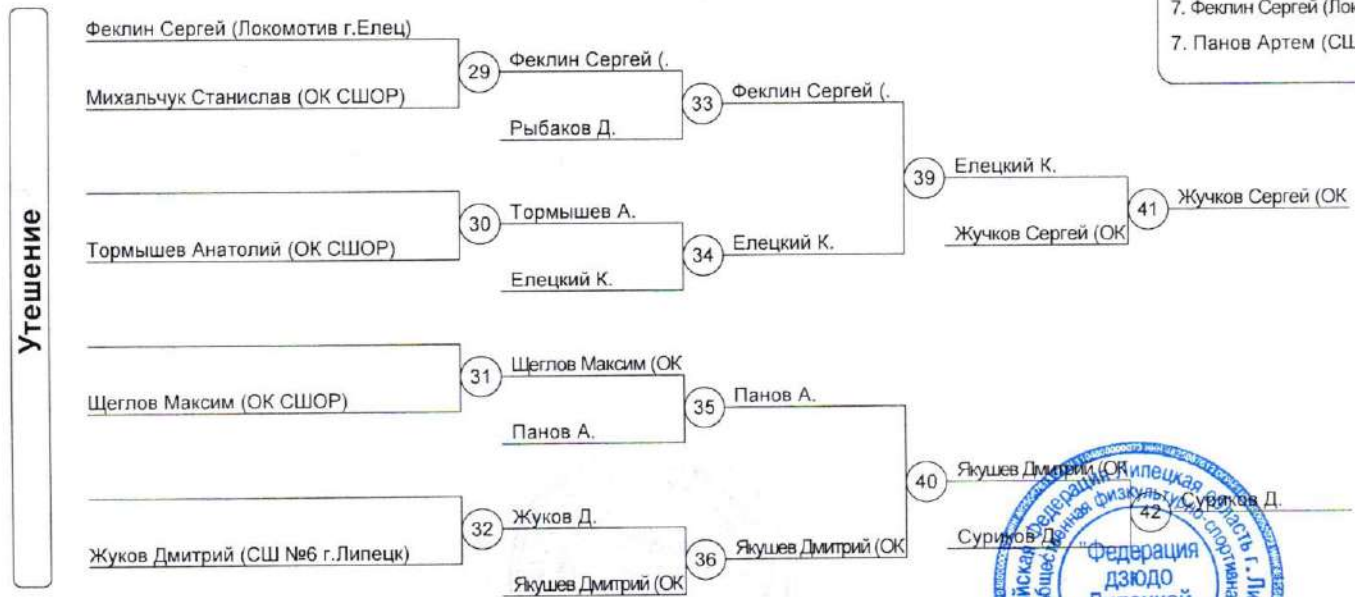 7. Феклин Сергей (Лок
7. Панов Артем (СШ
Утешение
Феклин Сергей (Локомотив г.Елец)
29
Феклин Сергей (.
Михальчук Станислав (ОК СШОР)
33
Феклин Сергей (.
Рыбаков Д.
39
Елецкий К.
30
Тормышев А.
Тормышев Анатолий (ОК СШОР)
34
Елецкий К.
Елецкий К.
Жучков Сергей (ОК
41
Жучков Сергей (ОК
31
Щеглов Максим (ОК
Щеглов Максим (ОК СШОР)
35
Панов А.
Панов А.
40
Якушев Дмитрий (ОК
32
Жуков Д.
Жуков Дмитрий (СШ №6 г.Липецк)
36
Якушев Дмитрий (ОК
Якушев Дмитрий (ОК
Суриков Д.
42
Суриков Д.
"Федерация
дзюдо